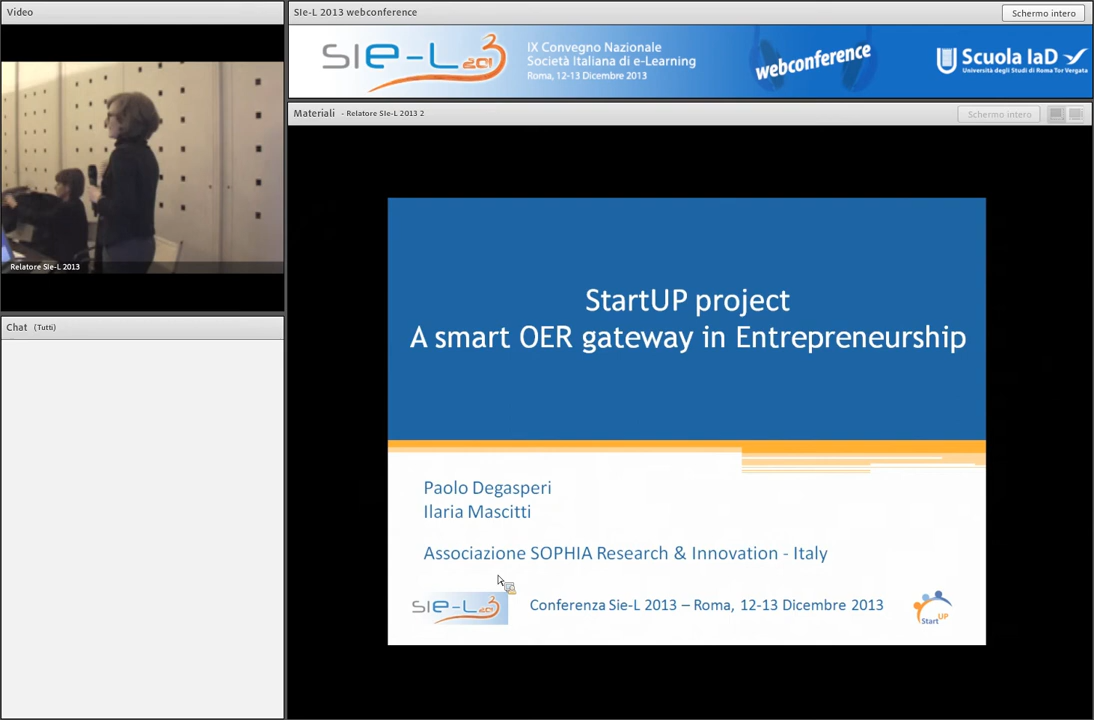 Video
SIe-L 2013 webconference
Schermo intero
SIe-L 2013
IX Convegno Nazionale
Società Italiana di e-Learning
Roma, 12-13 Dicembre 2013
webconference
Scuola IaD
Università degli Studi di Roma Tor Vergata
Materiali - Relatore SIe-L 2013 2
Schermo intero
Relatore SIe-L 2013
Chat (Tutti)
StartUP project
A smart OER gateway in Entrepreneurship
Paolo Degasperi
Ilaria Mascitti
Associazione SOPHIA Research & Innovation - Italy
SIe-L 2013
Conferenza Sie-L 2013 – Roma, 12-13 Dicembre 2013
Start UP